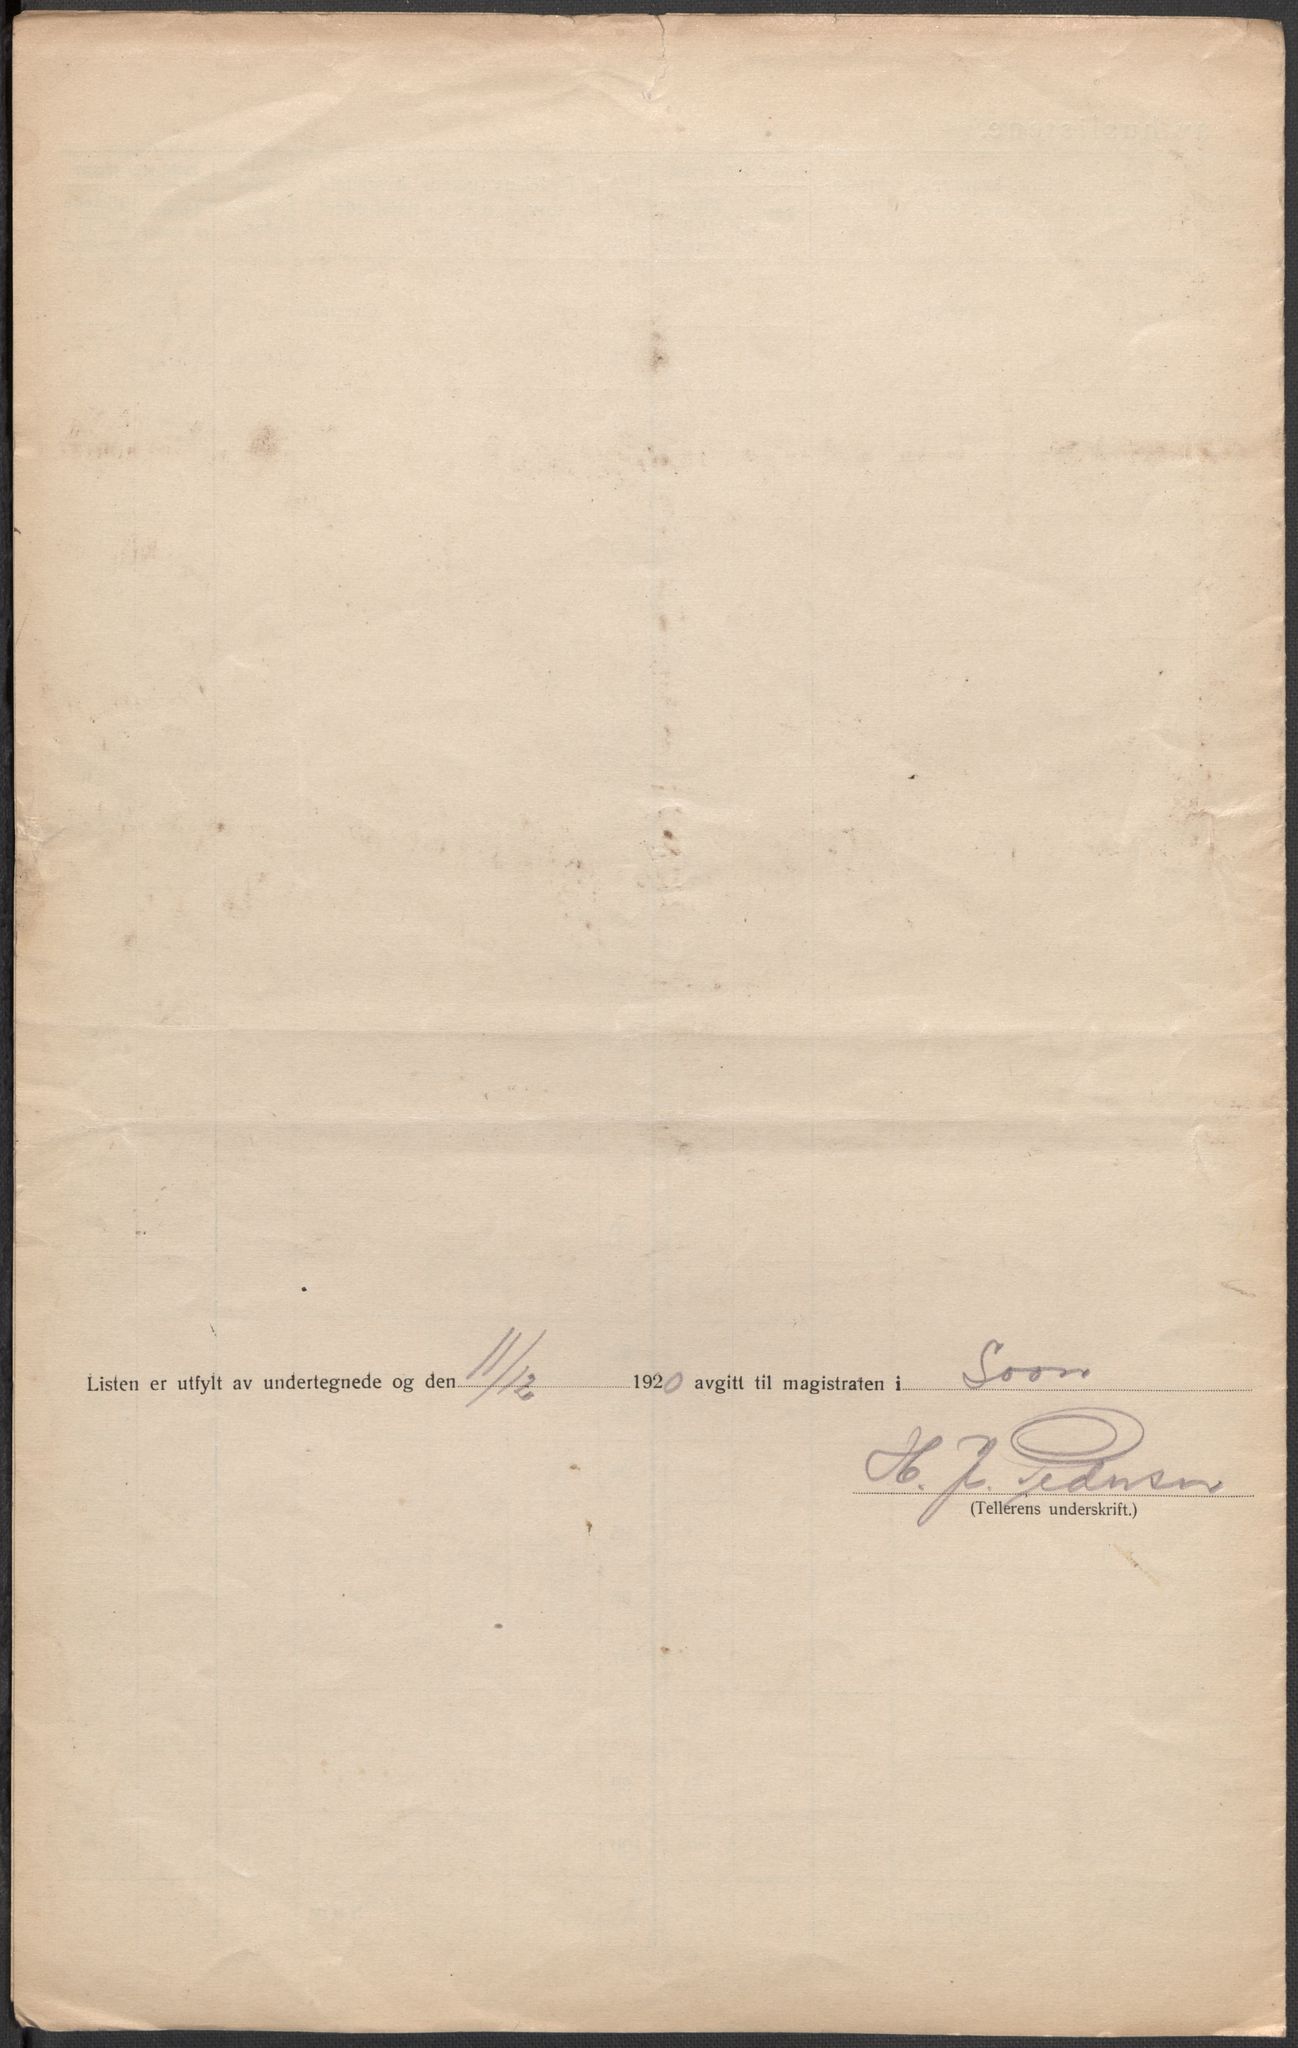 Listen er utfylt av undertegnede og den 11/12 1920 avgitt til magistraten i Soon
H. J. Pedersen
(Tellerens underskrift.)